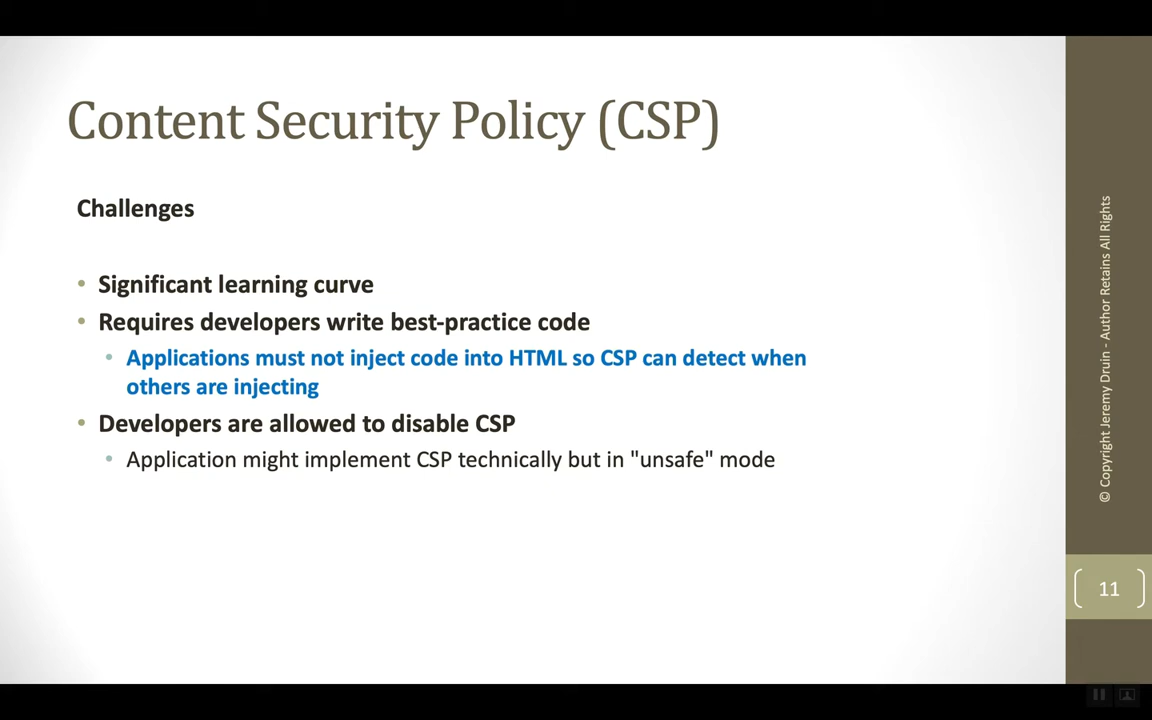 Content Security Policy (CSP)
Challenges
• Significant learning curve
• Requires developers write best-practice code
• Applications must not inject code into HTML so CSP can detect when
others are injecting
• Developers are allowed to disable CSP
• Application might implement CSP technically but in "unsafe" mode
© Copyright Jeremy Druin - Author Retains All Rights
11